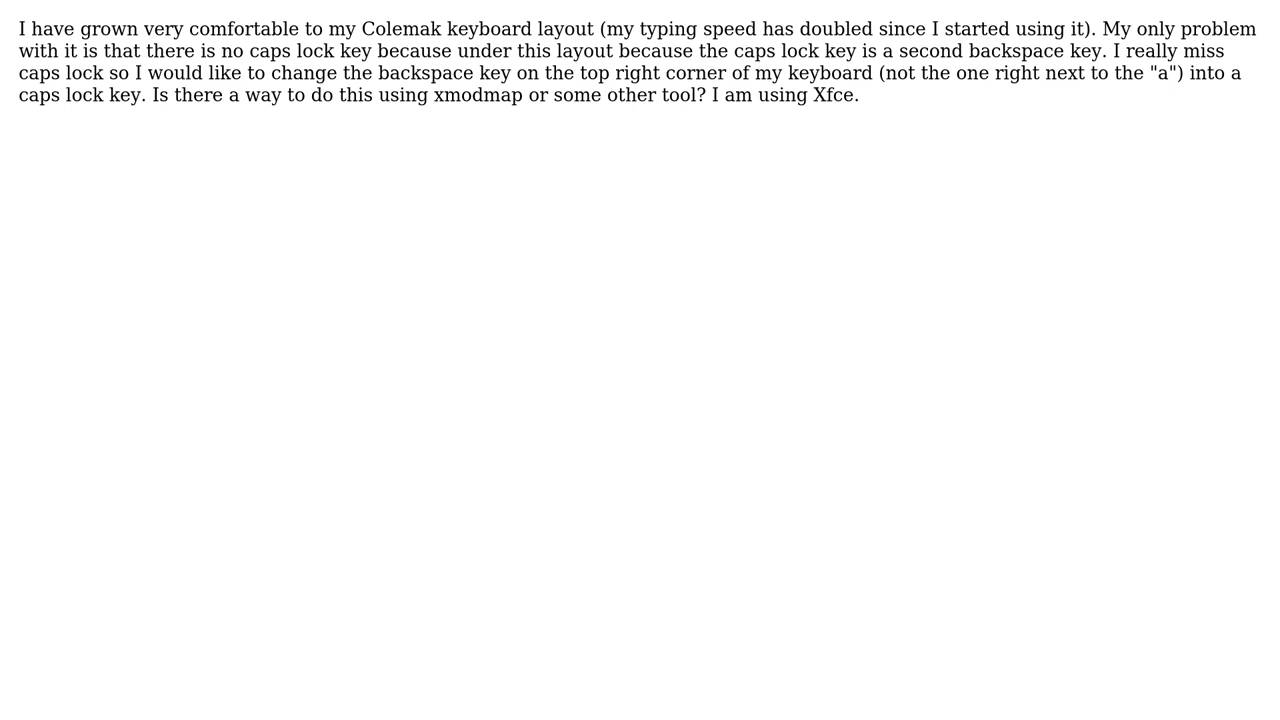 I have grown very comfortable to my Colemak keyboard layout (my typing speed has doubled since I started using it). My only problem
with it is that there is no caps lock key because under this layout because the caps lock key is a second backspace key. I really miss
caps lock so I would like to change the backspace key on the top right corner of my keyboard (not the one right next to the "a") into a
caps lock key. Is there a way to do this using xmodmap or some other tool? I am using Xfce.